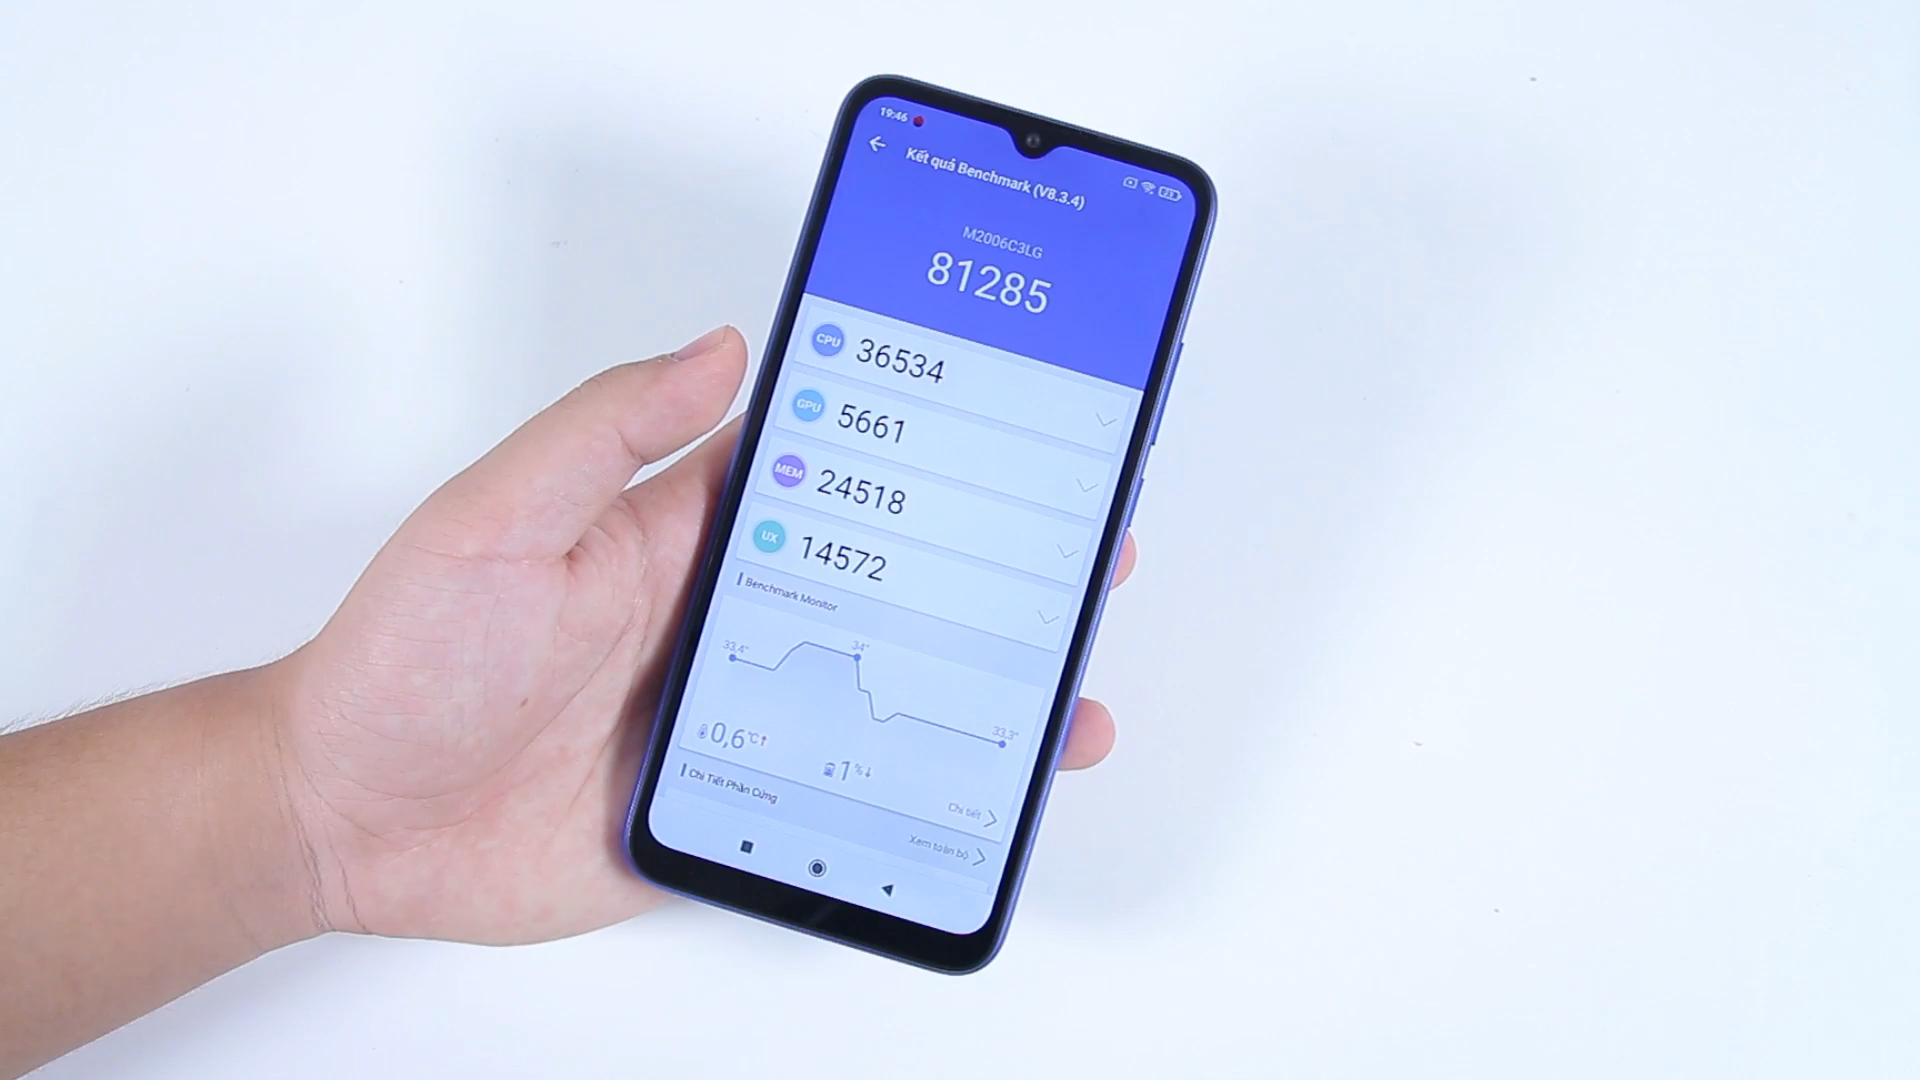 19:46
Kết quả Benchmark (V8.3.4)
23
M2006C3LG
81285
CPU 36534
GPU 5661
MEM 24518
UX 14572
Benchmark Monitor
33.4°
34°
33.3°
0,6℃↑
1%↓
Chi tiết
Chi Tiết Phần Cứng
Xem toàn bộ